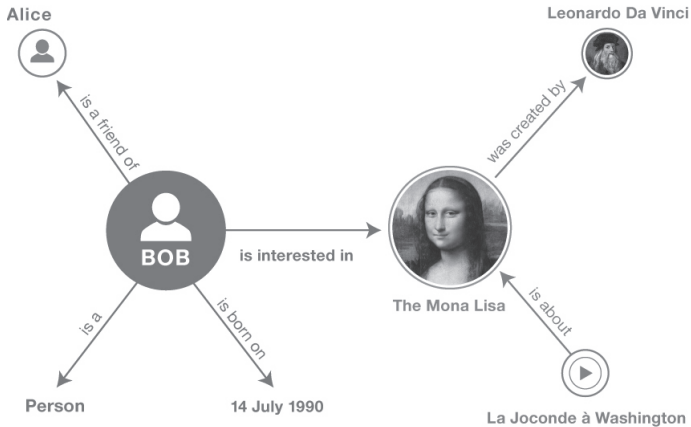 Alice
Leonardo Da Vinci
is a friend of
was created by
BOB
is interested in
The Mona Lisa
is a
is born on
is about
Person
14 July 1990
La Joconde à Washington